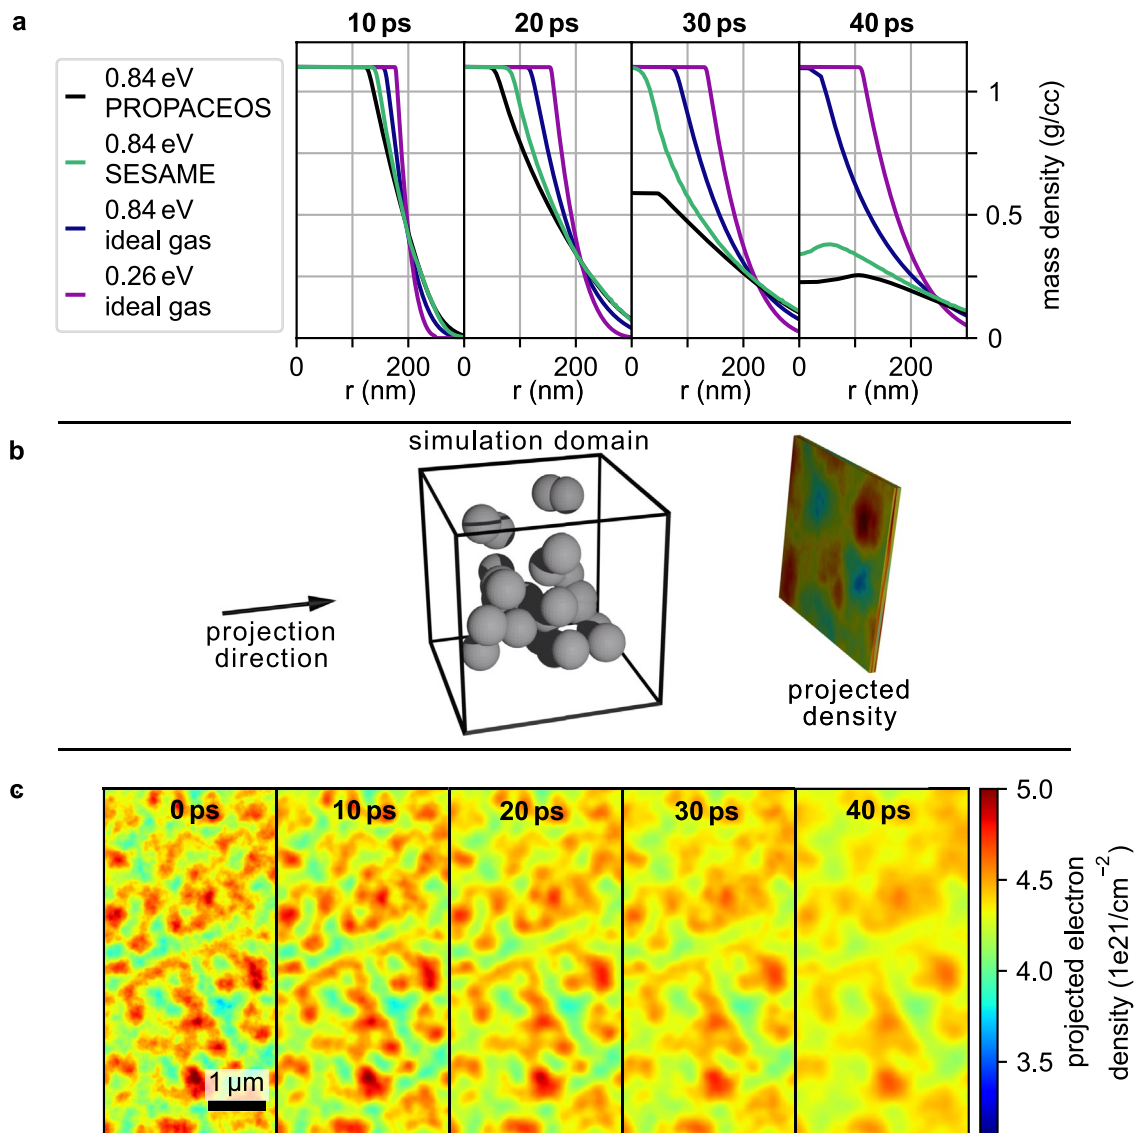 a
10 ps
20 ps
30 ps
40 ps
0.84 eV
PROPACEOS
0.84 eV
SESAME
0.84 eV
ideal gas
0.26 eV
ideal gas
1
0.5
0
mass density (g/cc)
0 200 0 200 0 200 0 200
r (nm) r (nm) r (nm) r (nm)
b
simulation domain
projection
direction
projected
density
c
0 ps
10 ps
20 ps
30 ps
40 ps
1 µm
5.0
4.5
4.0
3.5
projected electron
density (1e21/cm−2)